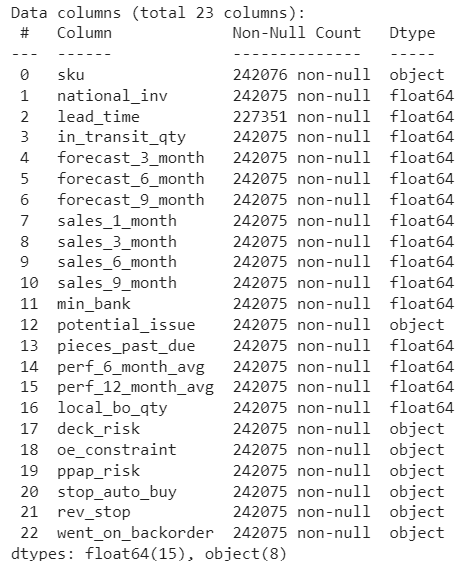 Data columns (total 23 columns):
 #   Column             Non-Null Count   Dtype
---  ------             --------------   -----
 0   sku                242076 non-null  object
 1   national_inv       242075 non-null  float64
 2   lead_time          227351 non-null  float64
 3   in_transit_qty     242075 non-null  float64
 4   forecast_3_month   242075 non-null  float64
 5   forecast_6_month   242075 non-null  float64
 6   forecast_9_month   242075 non-null  float64
 7   sales_1_month      242075 non-null  float64
 8   sales_3_month      242075 non-null  float64
 9   sales_6_month      242075 non-null  float64
 10  sales_9_month      242075 non-null  float64
 11  min_bank           242075 non-null  float64
 12  potential_issue    242075 non-null  object
 13  pieces_past_due    242075 non-null  float64
 14  perf_6_month_avg   242075 non-null  float64
 15  perf_12_month_avg  242075 non-null  float64
 16  local_bo_qty       242075 non-null  float64
 17  deck_risk          242075 non-null  object
 18  oe_constraint      242075 non-null  object
 19  ppap_risk          242075 non-null  object
 20  stop_auto_buy      242075 non-null  object
 21  rev_stop           242075 non-null  object
 22  went_on_backorder  242075 non-null  object
dtypes: float64(15), object(8)